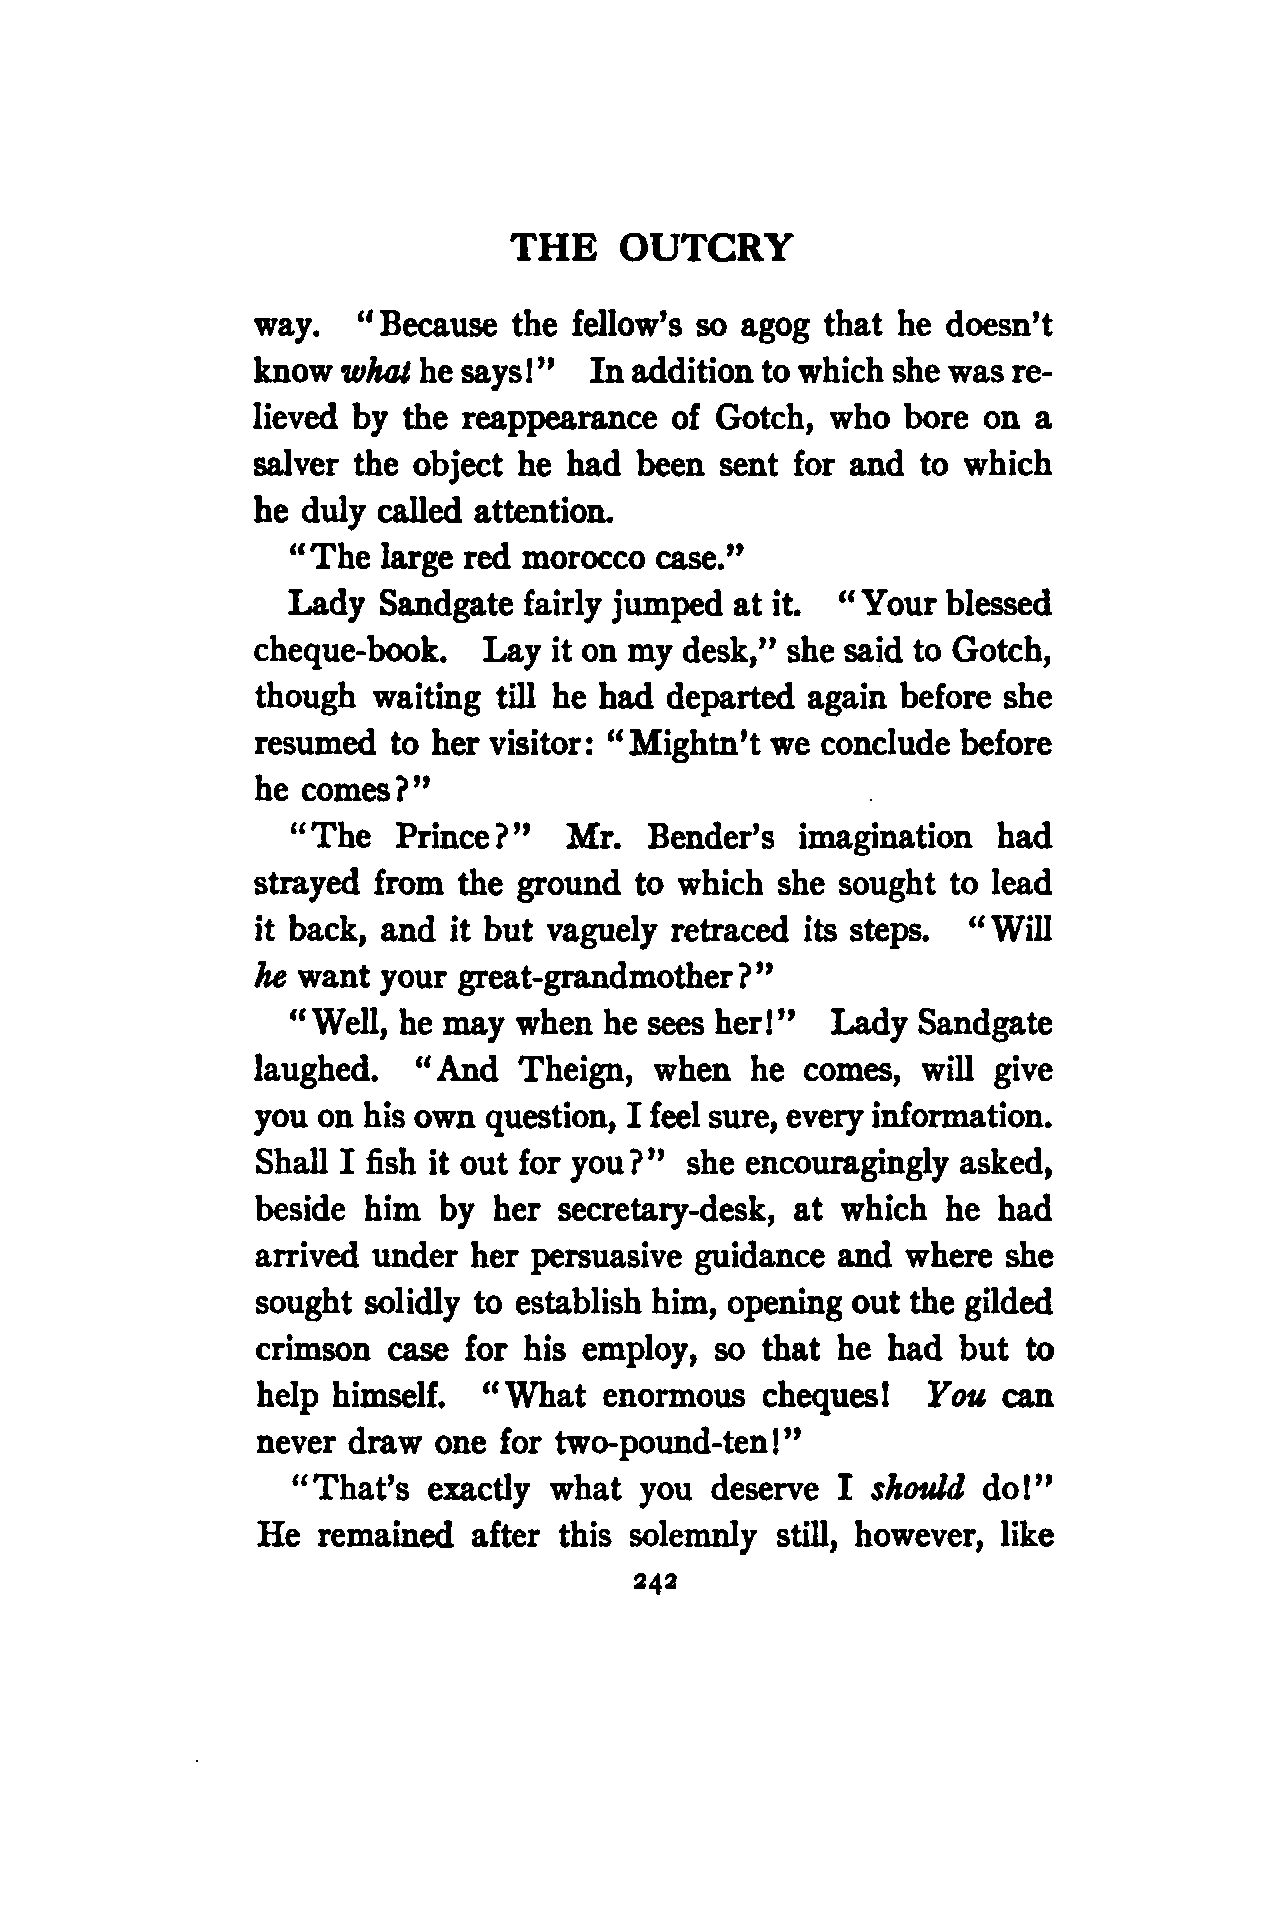 THE OUTCRY
way. "Because the fellow's so agog that he doesn't
know what he says!" In addition to which she was re-
lieved by the reappearance of Gotch, who bore on a
salver the object he had been sent for and to which
he duly called attention.
"The large red morocco case."
Lady Sandgate fairly jumped at it. "Your blessed
cheque-book. Lay it on my desk," she said to Gotch,
though waiting till he had departed again before she
resumed to her visitor: "Mightn't we conclude before
he comes?"
"The Prince?" Mr. Bender's imagination had
strayed from the ground to which she sought to lead
it back, and it but vaguely retraced its steps. "Will
he want your great-grandmother?"
"Well, he may when he sees her!" Lady Sandgate
laughed. "And Theign, when he comes, will give
you on his own question, I feel sure, every information.
Shall I fish it out for you?" she encouragingly asked,
beside him by her secretary-desk, at which he had
arrived under her persuasive guidance and where she
sought solidly to establish him, opening out the gilded
crimson case for his employ, so that he had but to
help himself. "What enormous cheques! You can
never draw one for two-pound-ten!"
"That's exactly what you deserve I should do!"
He remained after this solemnly still, however, like
242